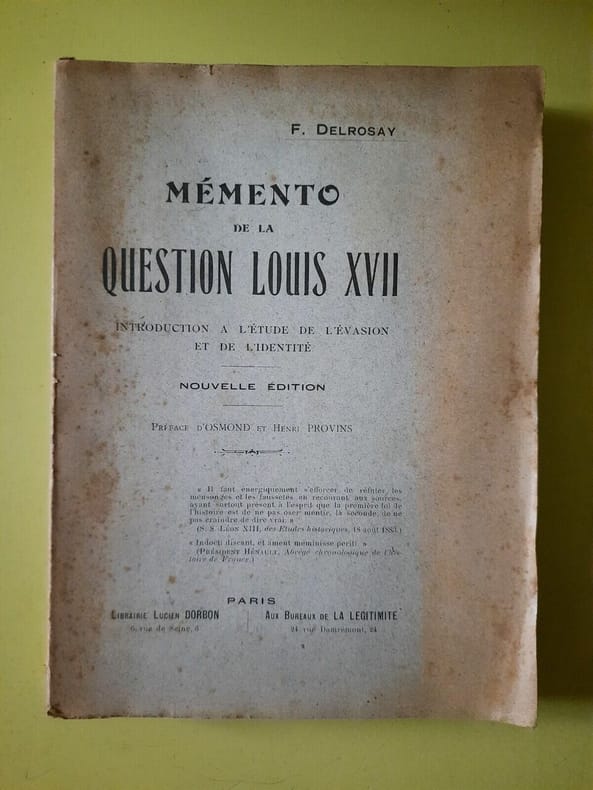 F. DELROSAY
MÉMENTO
DE LA
QUESTION LOUIS XVII
INTRODUCTION A L'ÉTUDE DE L'ÉVASION
ET DE L'IDENTITÉ
NOUVELLE ÉDITION
PRÉFACE D'OSMOND ET HENRI PROVINS
« Il faut énergiquement s'efforcer de réfuter les
mensonges et les faussetés en recourant aux sources,
ayant surtout présent à l'esprit que la première loi de
l'histoire est de ne pas oser mentir, la seconde, de ne
pas craindre de dire vrai. »
(S. S. LÉON XIII, des Etudes historiques, 18 août 1883.)
« Indocti discant, et ament meminisse periti. »
(PRÉSIDENT HÉNAULT, Abrégé chronologique de l'his-
toire de France.)
PARIS
LIBRAIRIE LUCIEN DORBON
6, rue de Seine, 6
AUX BUREAUX DE LA LEGITIMITÉ
24, rue Damrémont, 24